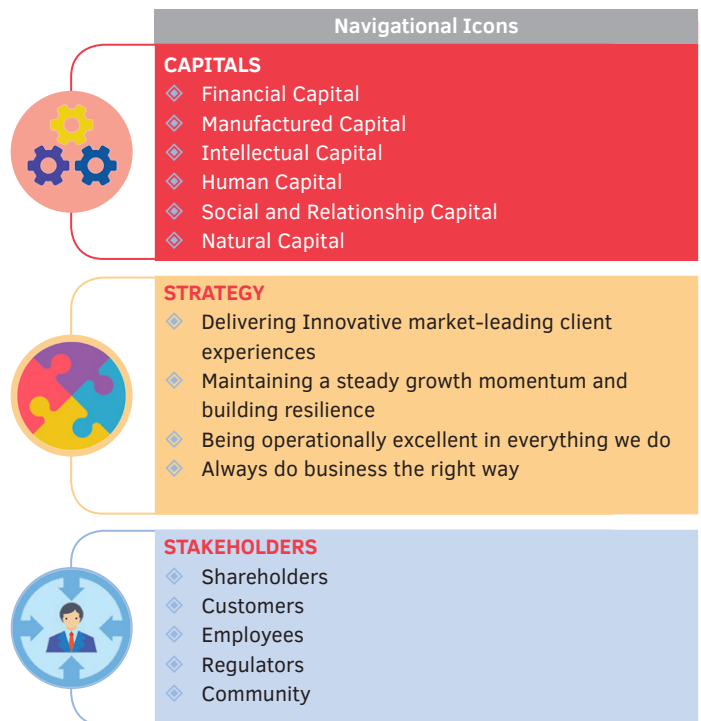 Navigational Icons
CAPITALS
Financial Capital
Manufactured Capital
Intellectual Capital
Human Capital
Social and Relationship Capital
Natural Capital
STRATEGY
Delivering Innovative market-leading client
experiences
Maintaining a steady growth momentum and
building resilience
Being operationally excellent in everything we do
Always do business the right way
STAKEHOLDERS
Shareholders
Customers
Employees
Regulators
Community